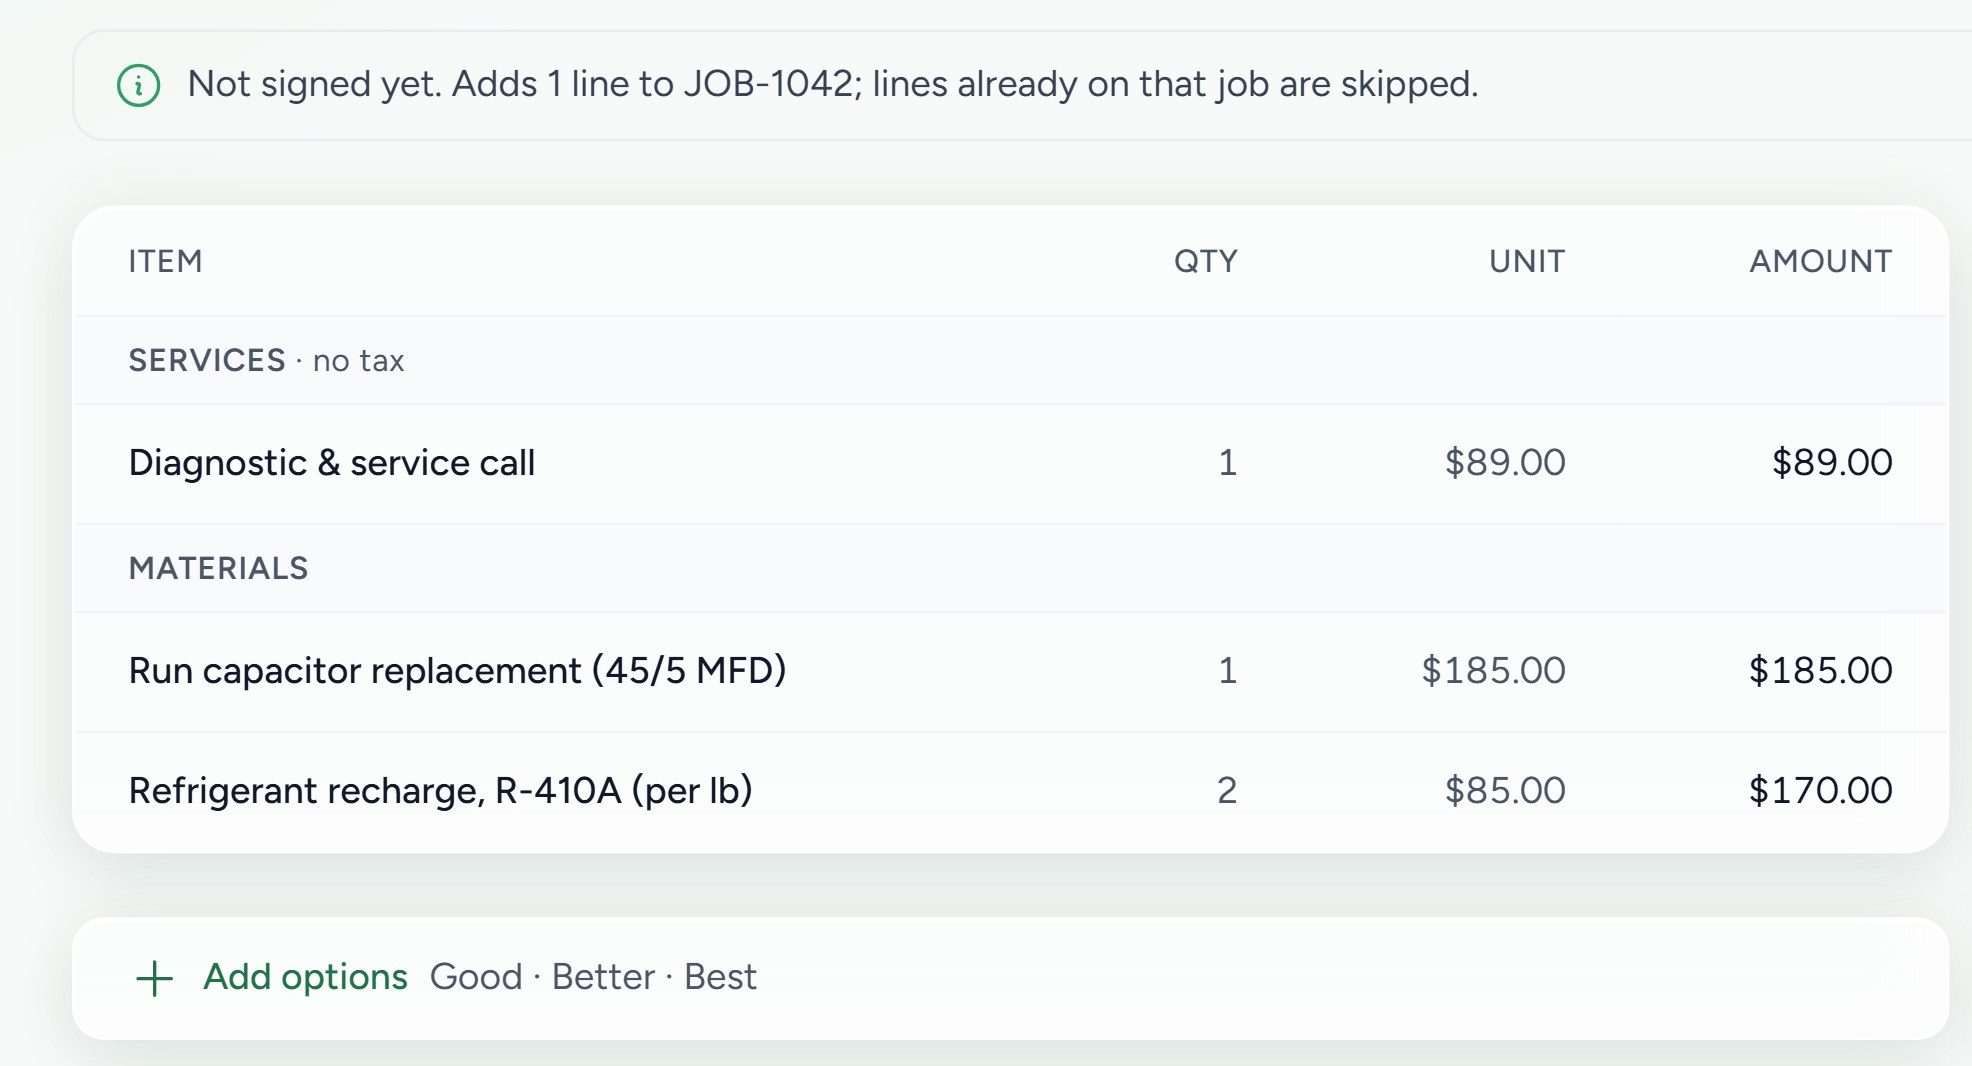 Not signed yet. Adds 1 line to JOB-1042; lines already on that job are skipped.
ITEM QTY UNIT AMOUNT
SERVICES · no tax
Diagnostic & service call 1 $89.00 $89.00
MATERIALS
Run capacitor replacement (45/5 MFD) 1 $185.00 $185.00
Refrigerant recharge, R-410A (per lb) 2 $85.00 $170.00
Add options Good · Better · Best